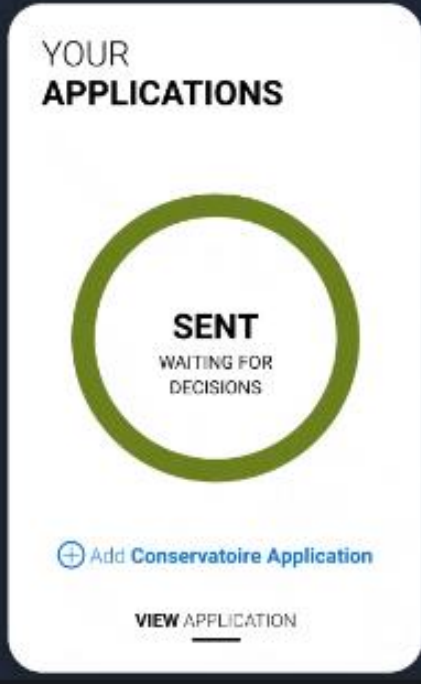 YOUR
APPLICATIONS
SENT
WAITING FOR
DECISIONS
Add Conservatoire Application
VIEW APPLICATION